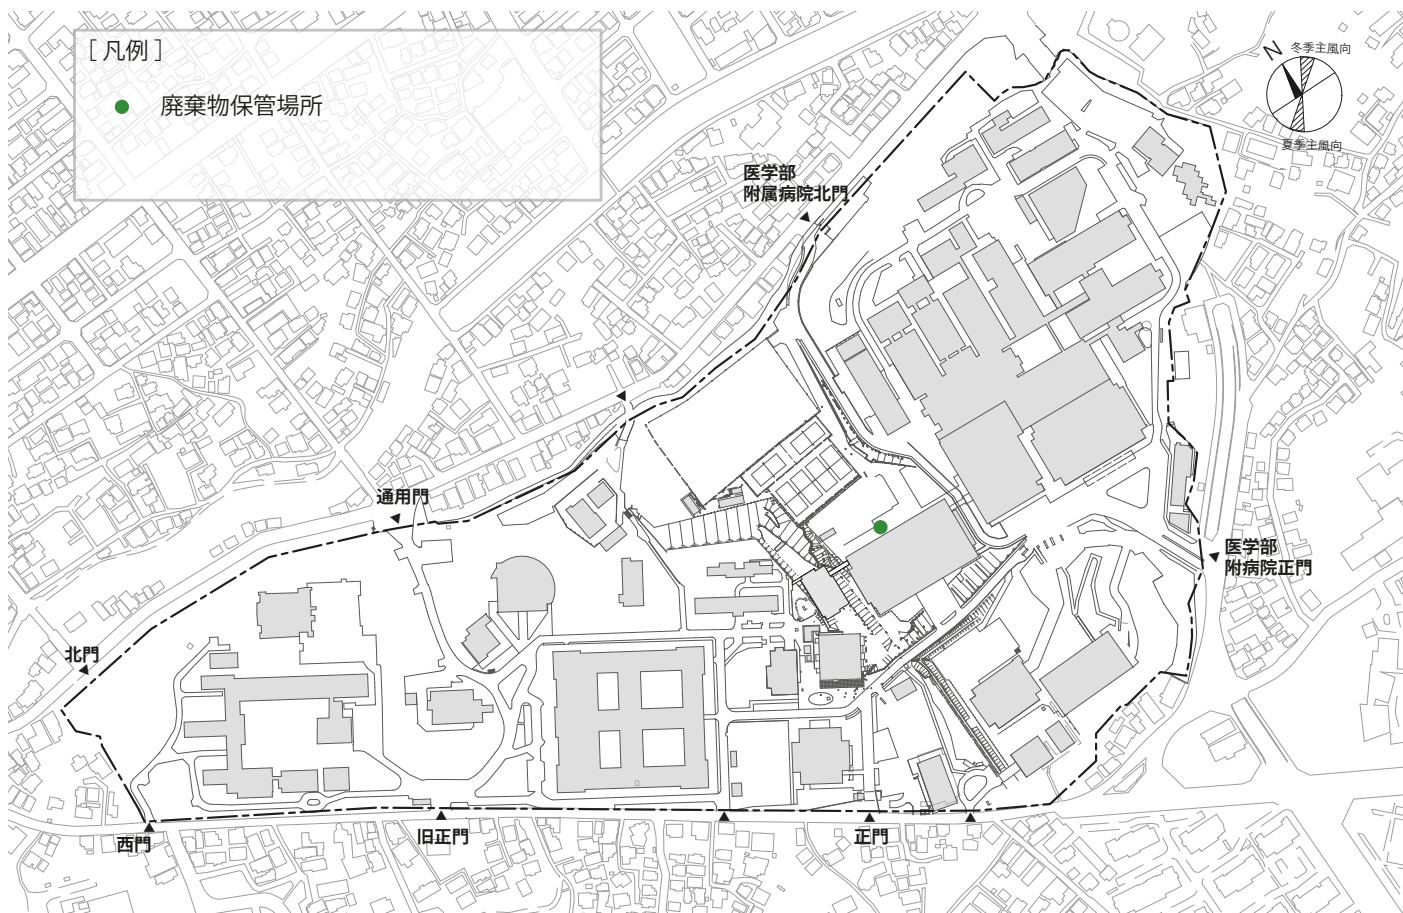 ［凡例］
廃棄物保管場所
N
冬季主風向
夏季主風向
医学部
附属病院北門
通用門
医学部
附病院正門
北門
西門
旧正門
正門